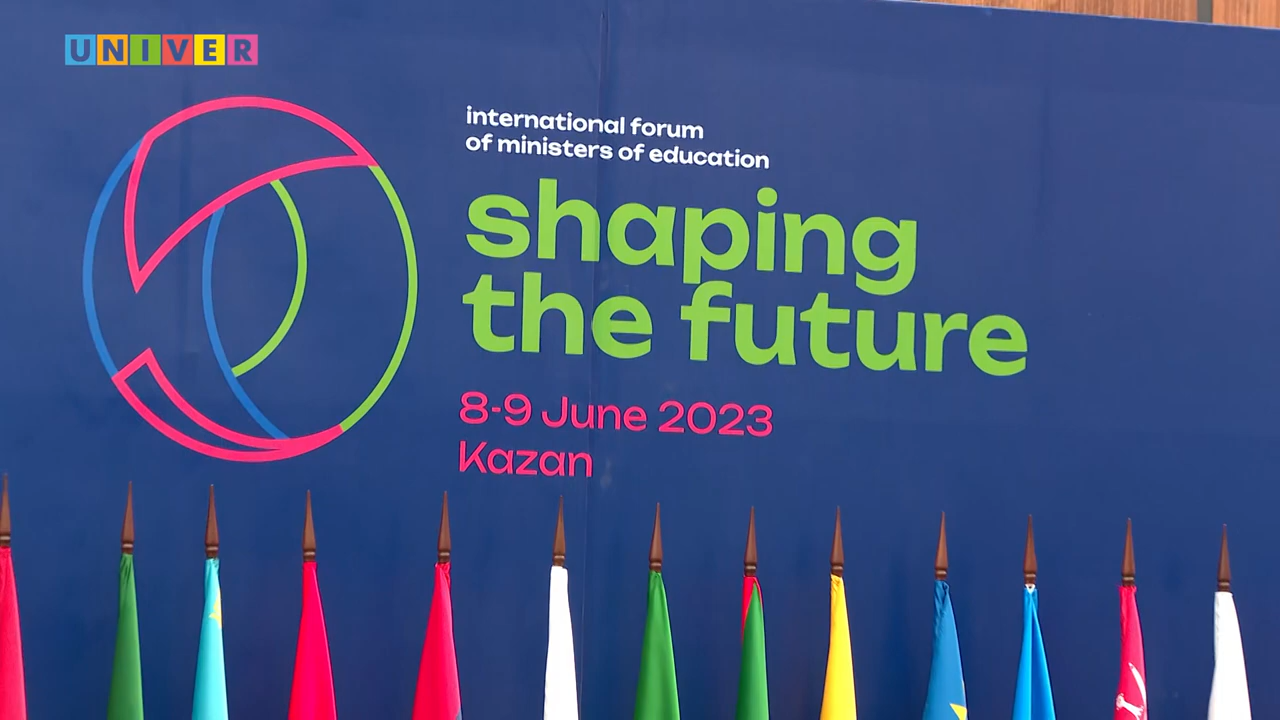 UNIVER
international forum
of ministers of education
shaping
the future
8-9 June 2023
Kazan